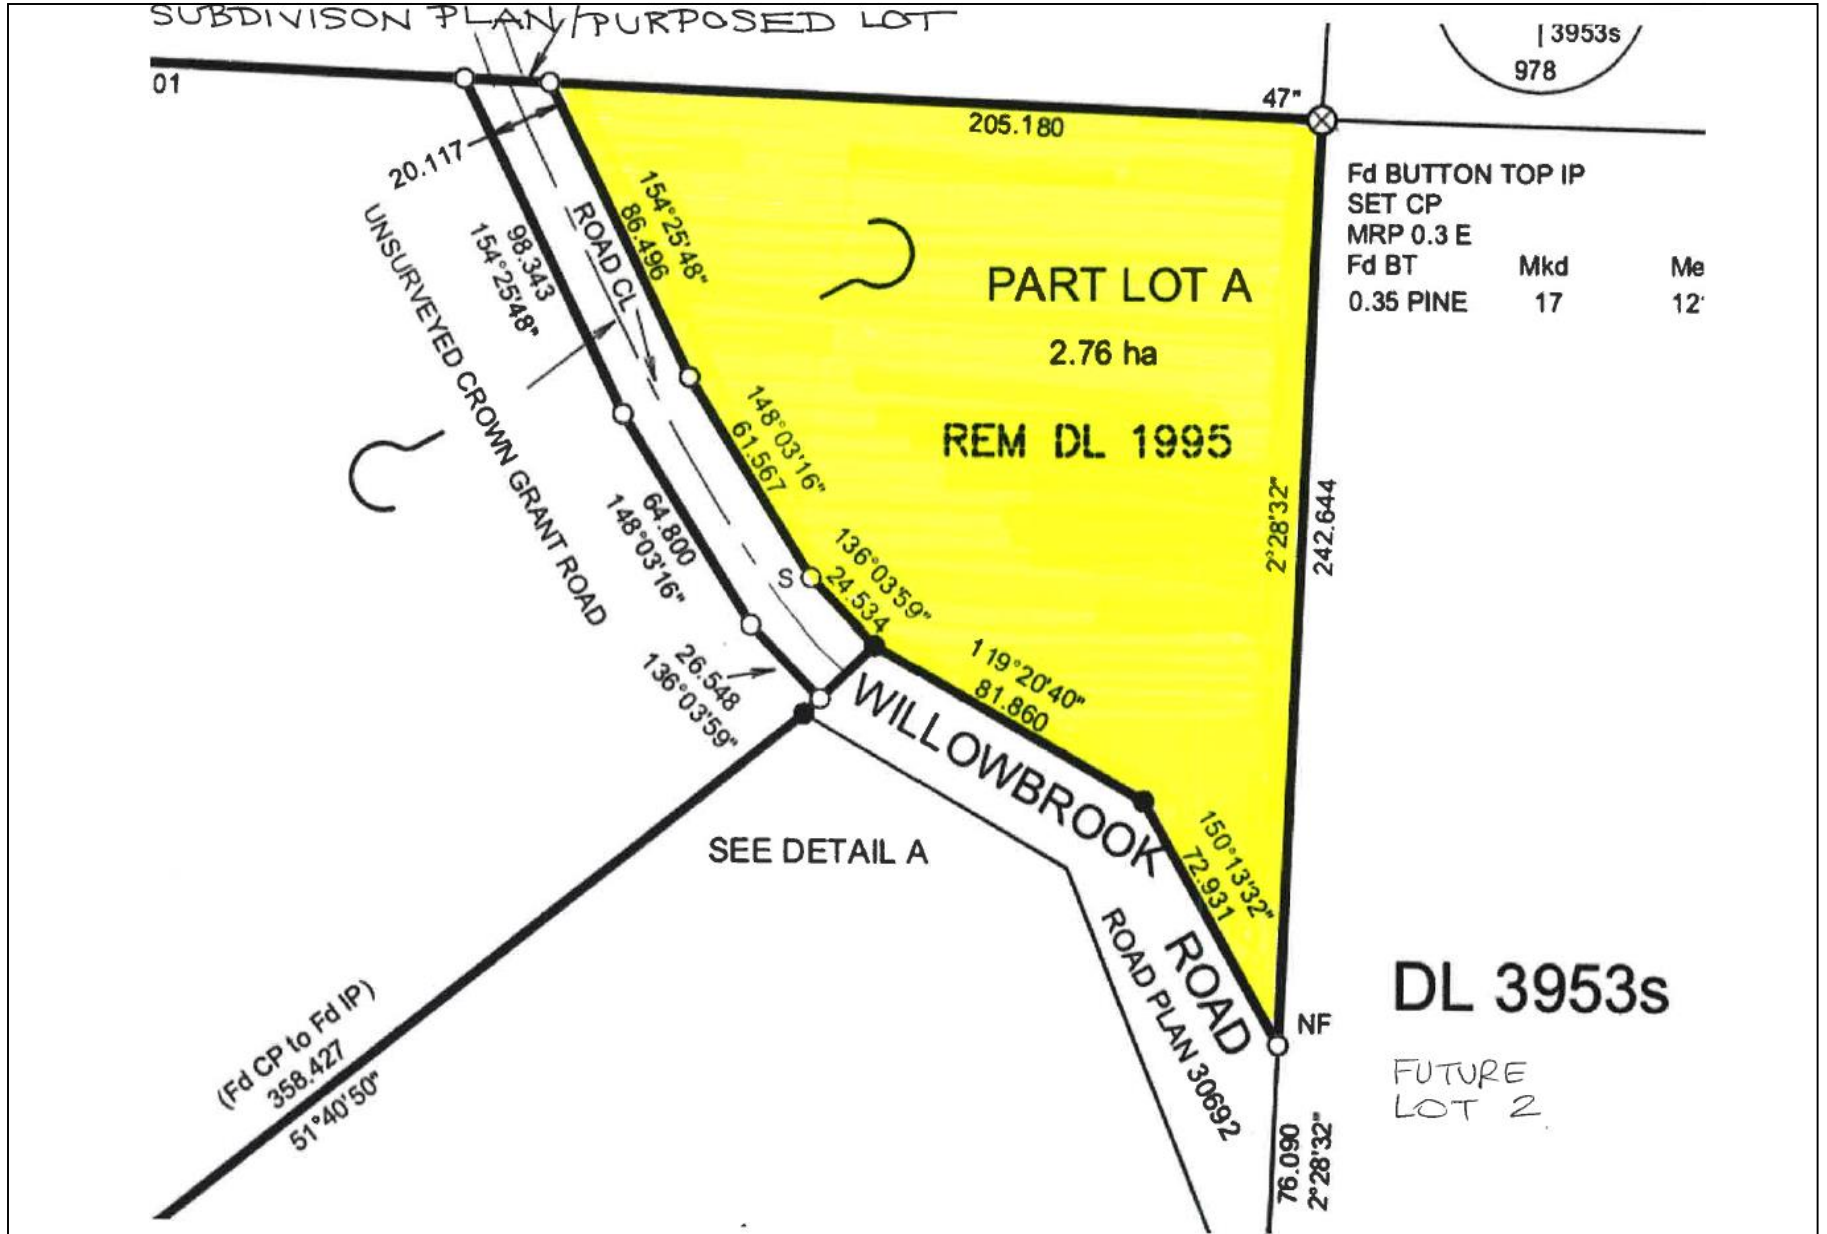 SUBDIVISON PLAN/PURPOSED LOT
| 3953s
978
01
47"
205.180
20.117
Fd BUTTON TOP IP
SET CP
MRP 0.3 E
Fd BT Mkd Me
0.35 PINE 17 12'
154°25'48"
86.496
ROAD CL
98.343
154°25'48"
UNSURVEYED CROWN GRANT ROAD
PART LOT A
2.76 ha
REM DL 1995
148°03'16"
61.567
2°28'32"
242.644
64.800
148°03'16"
S
136°03'59"
24.534
26.548
136°03'59"
119°20'40"
81.860
WILLOWBROOK ROAD
SEE DETAIL A
150°13'32"
72.931
ROAD PLAN 30692
DL 3953s
NF
FUTURE
LOT 2
(Fd CP to Fd IP)
358.427
51°40'50"
76.090
2°28'32"